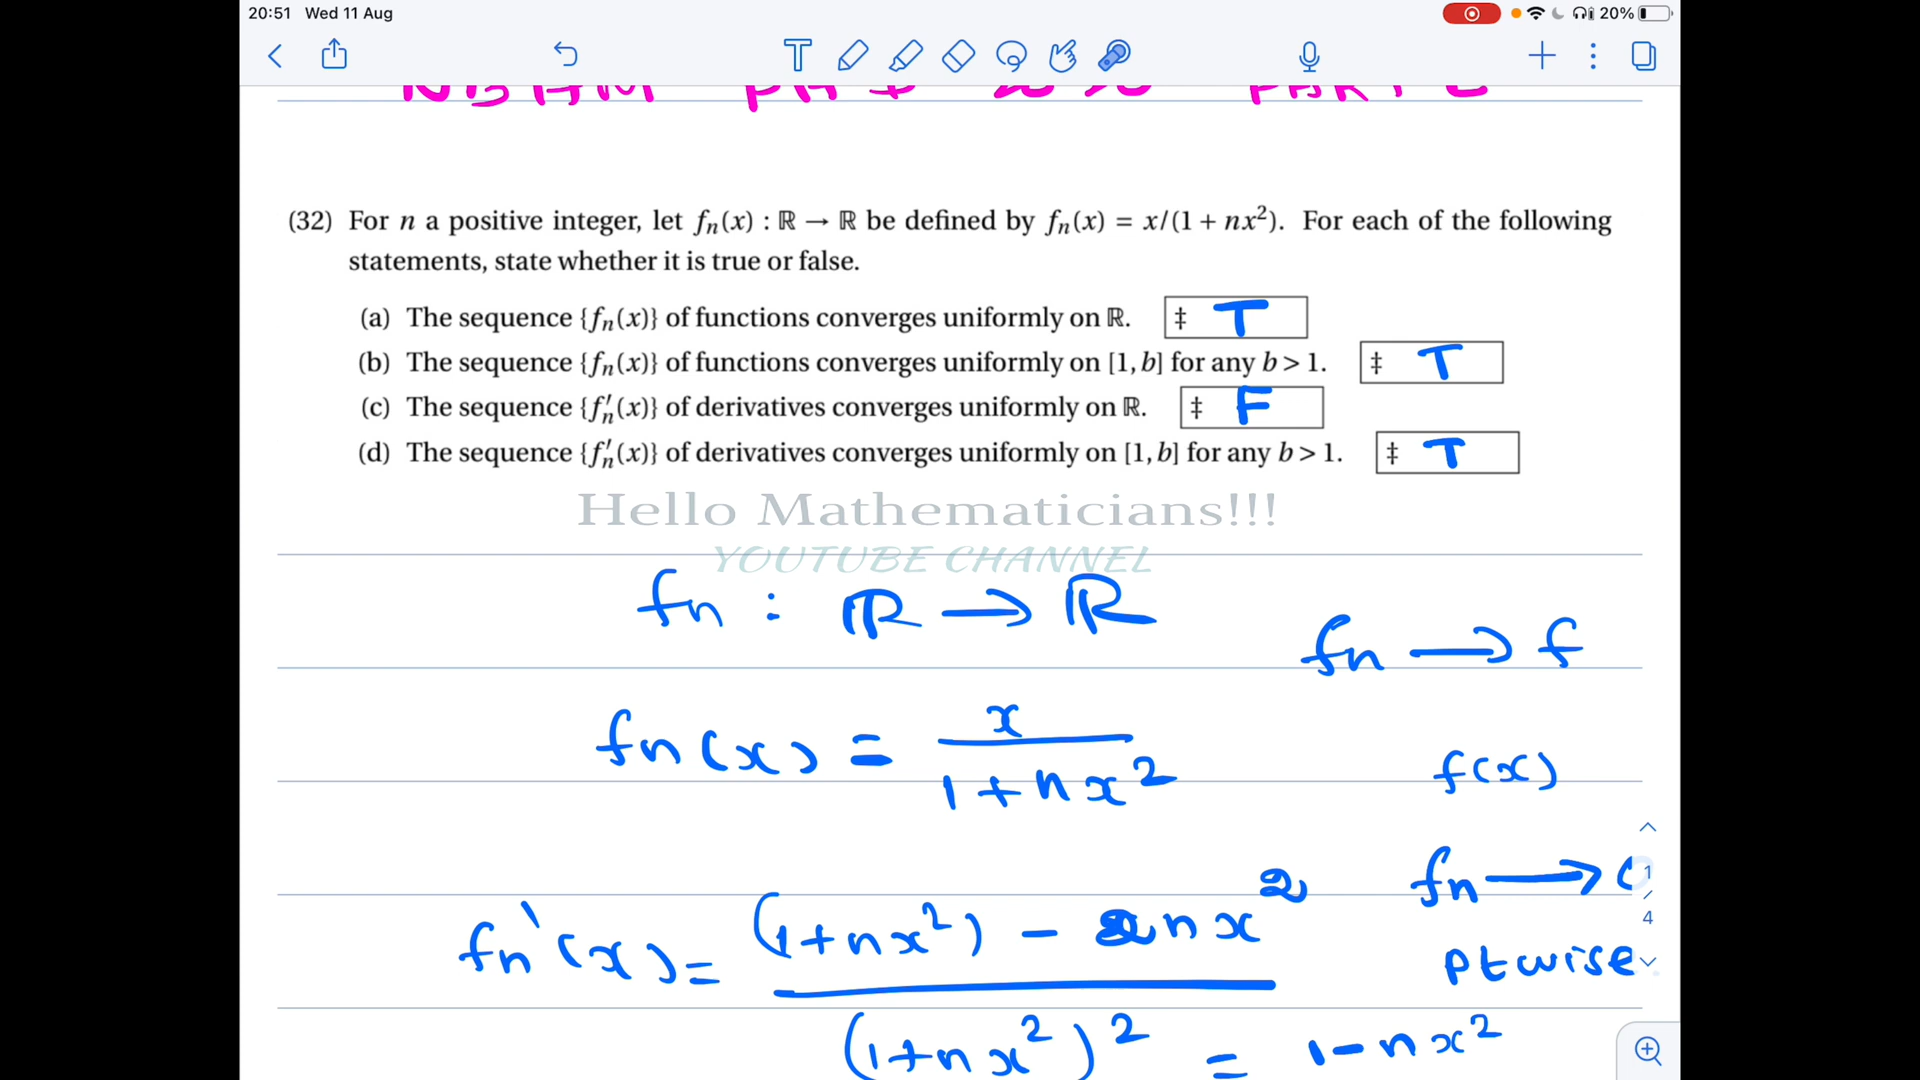 20:51 Wed 11 Aug 20%
(32) For n a positive integer, let fₙ(x) : ℝ → ℝ be defined by fₙ(x) = x/(1 + nx²). For each of the following
statements, state whether it is true or false.
(a) The sequence {fₙ(x)} of functions converges uniformly on ℝ. ‡ T
(b) The sequence {fₙ(x)} of functions converges uniformly on [1, b] for any b > 1. ‡ T
(c) The sequence {f′ₙ(x)} of derivatives converges uniformly on ℝ. ‡ F
(d) The sequence {f′ₙ(x)} of derivatives converges uniformly on [1, b] for any b > 1. ‡ T
Hello Mathematicians!!!
YOUTUBE CHANNEL
fn : ℝ → ℝ
fn → f
fn(x) = x / 1+nx²
f(x)
fn →
1/4
fn'(x) = (1+nx²) - 2nx² / (1+nx²)² = 1-nx²
ptwise